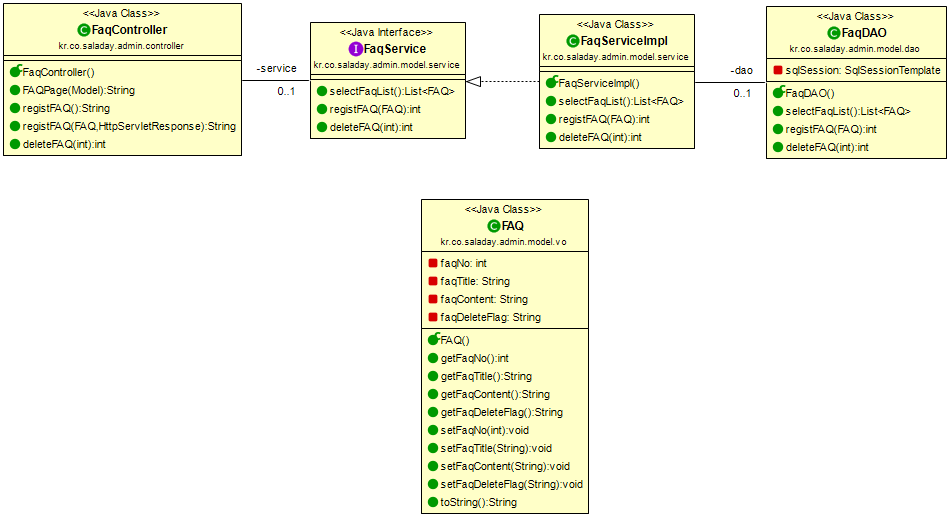 <<Java Class>>
FaqController
kr.co.saladay.admin.controller
FaqController()
FAQPage(Model):String
registFAQ():String
registFAQ(FAQ,HttpServletResponse):String
deleteFAQ(int):int
-service
0..1
<<Java Interface>>
FaqService
kr.co.saladay.admin.model.service
selectFaqList():List<FAQ>
registFAQ(FAQ):int
deleteFAQ(int):int
<<Java Class>>
FaqServiceImpl
kr.co.saladay.admin.model.service
FaqServiceImpl()
selectFaqList():List<FAQ>
registFAQ(FAQ):int
deleteFAQ(int):int
-dao
0..1
<<Java Class>>
FaqDAO
kr.co.saladay.admin.model.dao
sqlSession: SqlSessionTemplate
FaqDAO()
selectFaqList():List<FAQ>
registFAQ(FAQ):int
deleteFAQ(int):int
<<Java Class>>
FAQ
kr.co.saladay.admin.model.vo
faqNo: int
faqTitle: String
faqContent: String
faqDeleteFlag: String
FAQ()
getFaqNo():int
getFaqTitle():String
getFaqContent():String
getFaqDeleteFlag():String
setFaqNo(int):void
setFaqTitle(String):void
setFaqContent(String):void
setFaqDeleteFlag(String):void
toString():String